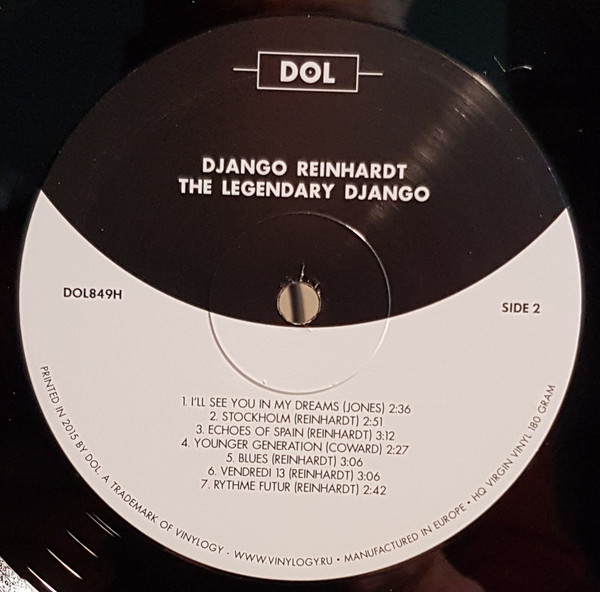 DOL
DJANGO REINHARDT
THE LEGENDARY DJANGO
DOL849H
SIDE 2
1. I'LL SEE YOU IN MY DREAMS (JONES) 2:36
2. STOCKHOLM (REINHARDT) 2:51
3. ECHOES OF SPAIN (REINHARDT) 3:12
4. YOUNGER GENERATION (COWARD) 2:27
5. BLUES (REINHARDT) 3:06
6. VENDREDI 13 (REINHARDT) 3:06
7. RYTHME FUTUR (REINHARDT) 2:42
PRINTED IN 2015 BY DOL. A TRADEMARK OF VINYLOGY - WWW.VINYLOGY.RU • MANUFACTURED IN EUROPE • HQ VIRGIN VINYL 180 GRAM